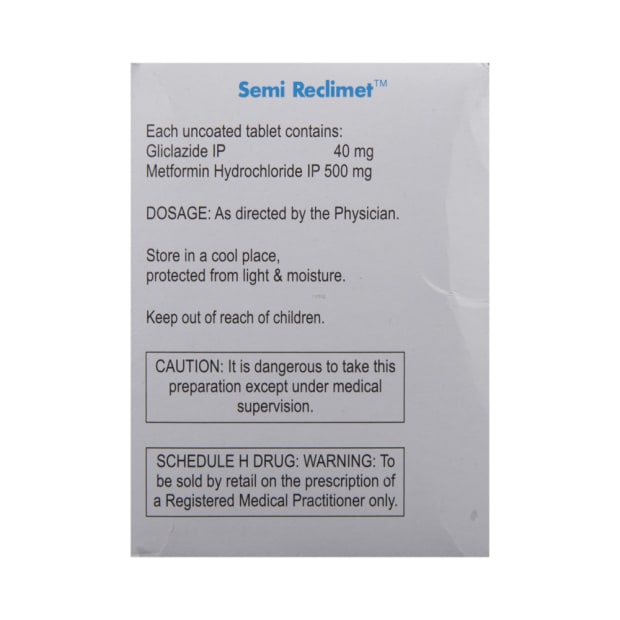 Semi Reclimet™
Each uncoated tablet contains:
Gliclazide IP 40 mg
Metformin Hydrochloride IP 500 mg
DOSAGE: As directed by the Physician.
Store in a cool place,
protected from light & moisture.
Keep out of reach of children.
CAUTION: It is dangerous to take this
preparation except under medical
supervision.
SCHEDULE H DRUG: WARNING: To
be sold by retail on the prescription of
a Registered Medical Practitioner only.